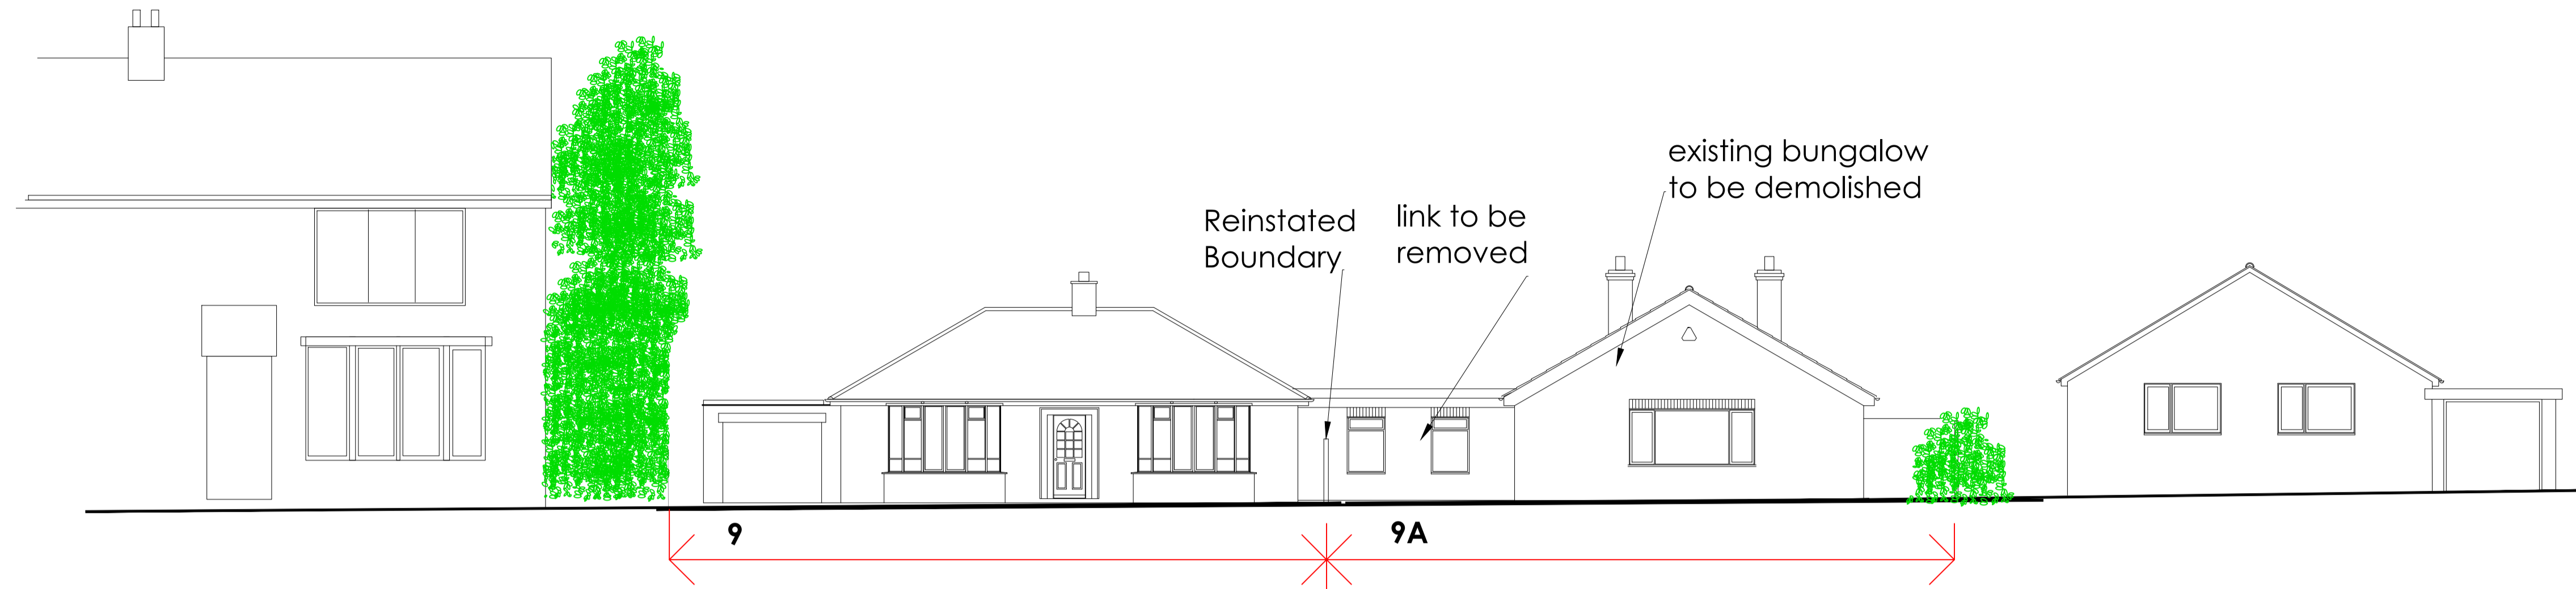 existing bungalow
to be demolished
Reinstated
Boundary
link to be
removed
9
9A